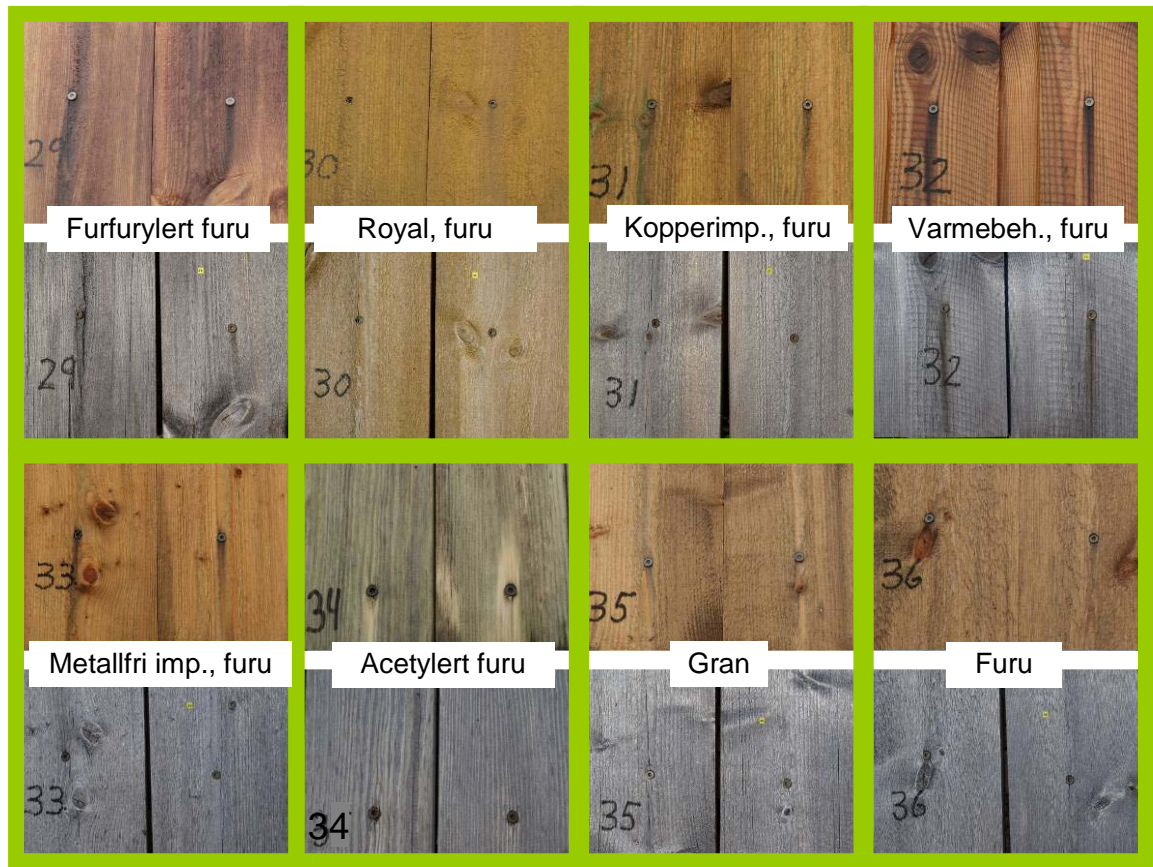 29
30
31
32
Furfurylert furu
Royal, furu
Kopperimp., furu
Varmebeh., furu
29
30
31
32
33
34
35
36
Metallfri imp., furu
Acetylert furu
Gran
Furu
33
34
35
36